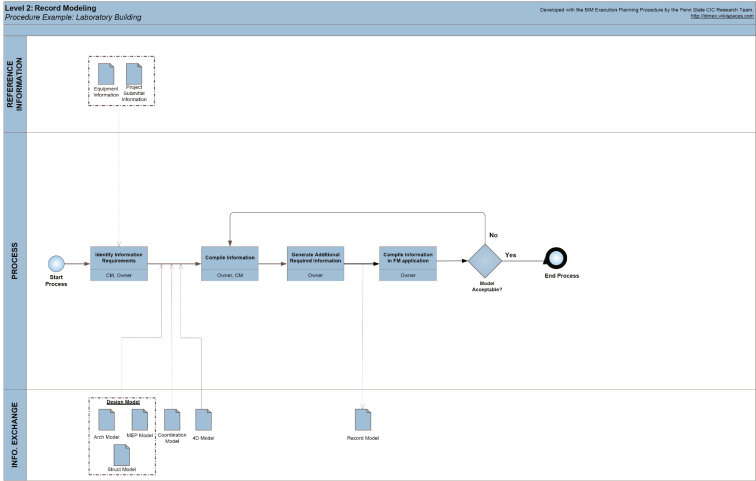 Level 2: Record Modeling
Procedure Example: Laboratory Building
Developed with the BIM Execution Planning Procedure by the Penn State CIC Research Team.
http://bimex.wikispaces.com
REFERENCE
INFORMATION
Equipment
Information
Project
Submittal
Information
PROCESS
Start
Process
Identify Information
Requirements
CM, Owner
Compile Information
Owner, CM
Generate Additional
Required Information
Owner
Compile Information
in FM application
Owner
No
Yes
Model
Acceptable?
End Process
INFO. EXCHANGE
Design Model
Arch Model
MEP Model
Struct Model
Coordination
Model
4D Model
Record Model